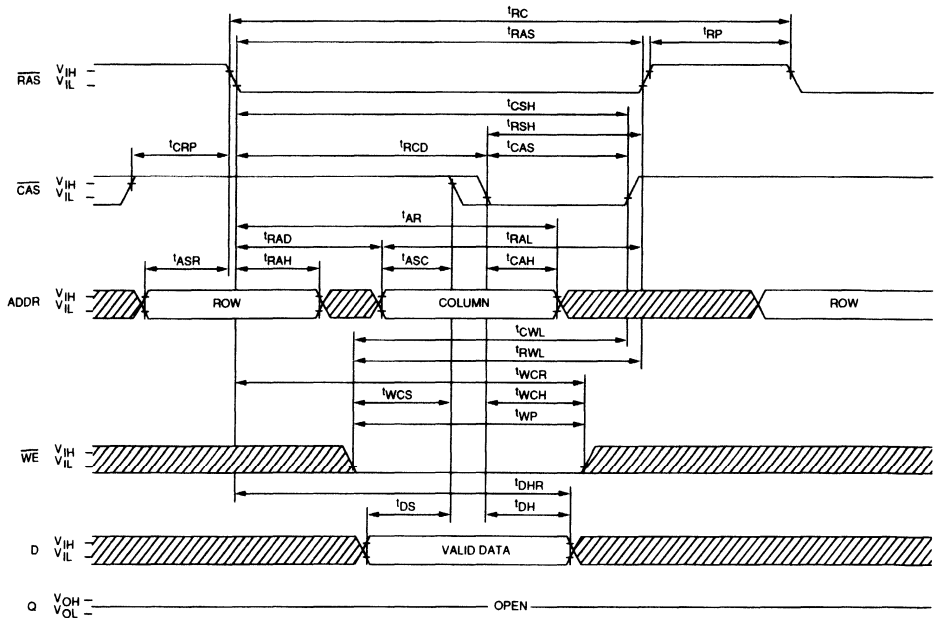 tRC
tRAS
tRP
RAS VIH
VIL
tCSH
tRSH
tCRP
tRCD
tCAS
CAS VIH
VIL
tAR
tRAD
tRAL
tASR
tRAH
tASC
tCAH
ADDR VIH
VIL
ROW
COLUMN
ROW
tCWL
tRWL
tWCR
tWCS
tWCH
tWP
WE VIH
VIL
tDHR
tDS
tDH
D VIH
VIL
VALID DATA
Q VOH
VOL
OPEN